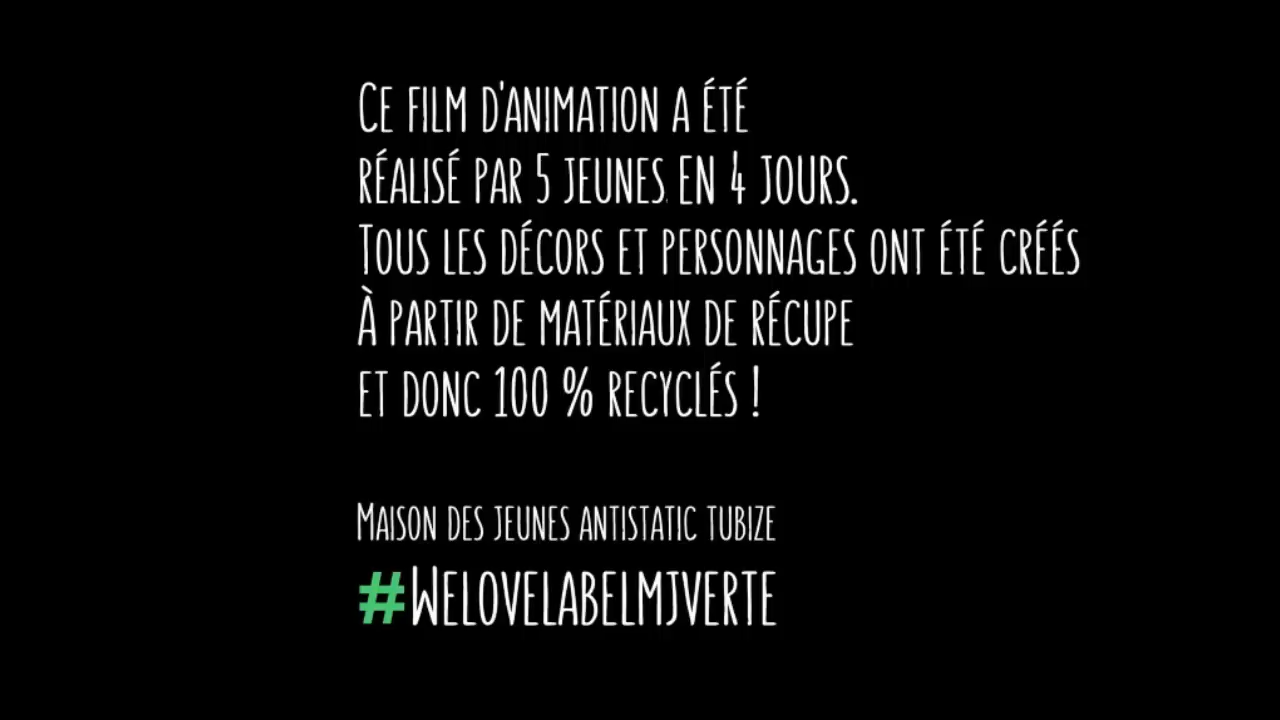 Ce film d'animation a été
réalisé par 5 jeunes en 4 jours.
Tous les décors et personnages ont été créés
à partir de matériaux de récupe
et donc 100 % recyclés !
Maison des jeunes antistatic tubize
#Welovelabelmjverte